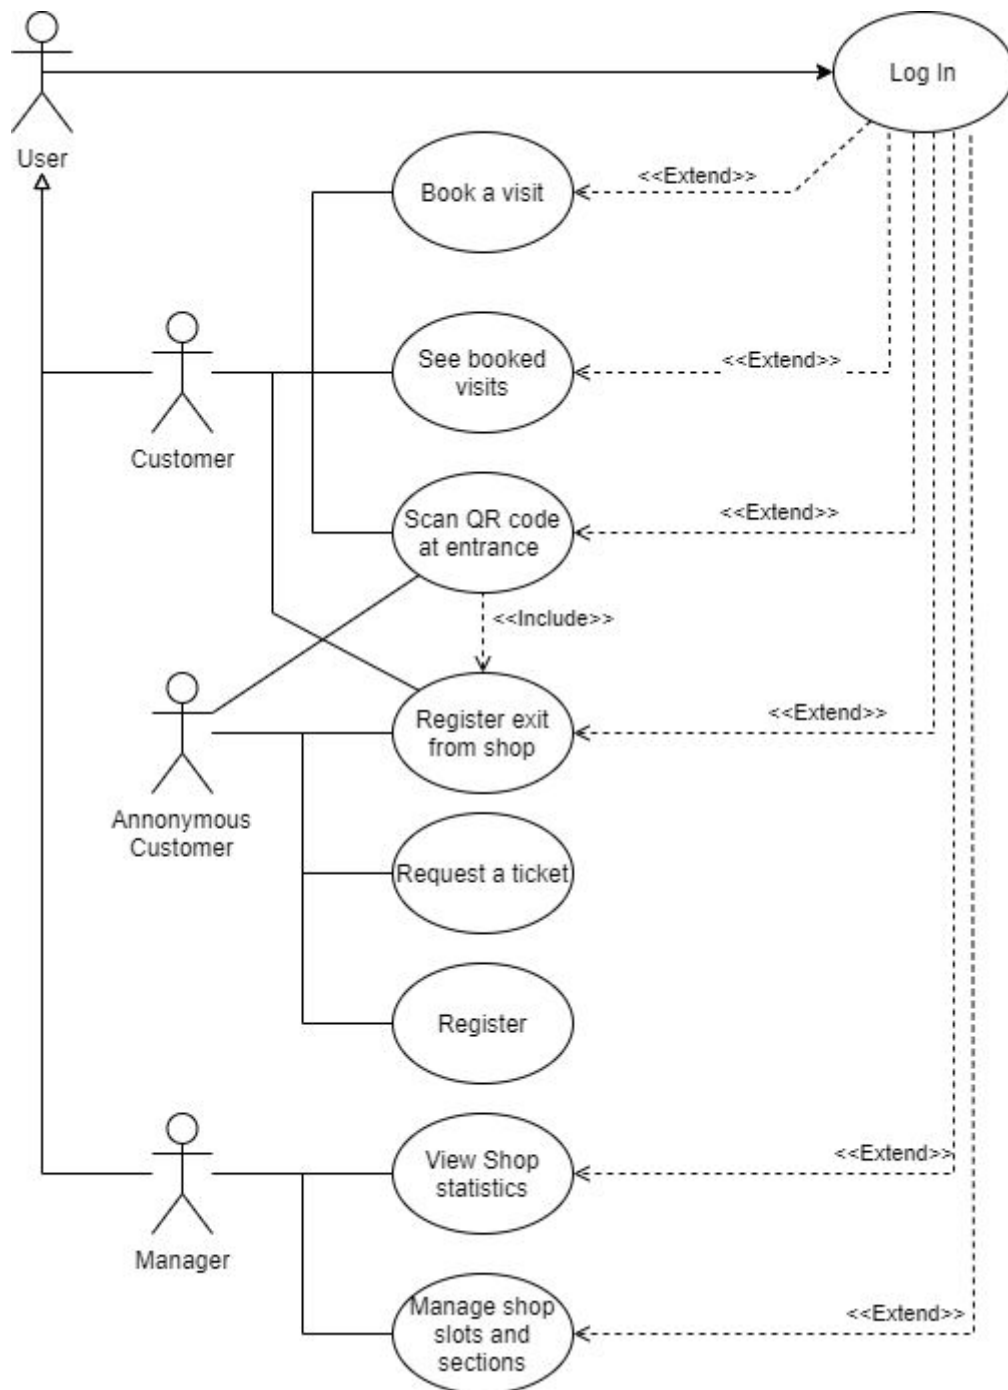 Log In
User
<<Extend>>
Book a visit
See booked
visits
<<Extend>>
Customer
Scan QR code
at entrance
<<Extend>>
<<Include>>
Register exit
from shop
<<Extend>>
Annonymous
Customer
Request a ticket
Register
View Shop
statistics
<<Extend>>
Manager
Manage shop
slots and
sections
<<Extend>>